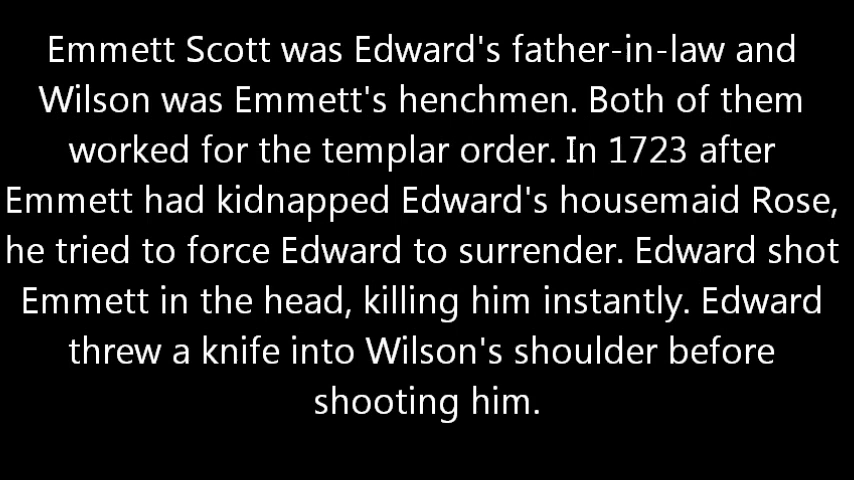 Emmett Scott was Edward's father-in-law and
Wilson was Emmett's henchmen. Both of them
worked for the templar order. In 1723 after
Emmett had kidnapped Edward's housemaid Rose,
he tried to force Edward to surrender. Edward shot
Emmett in the head, killing him instantly. Edward
threw a knife into Wilson's shoulder before
shooting him.